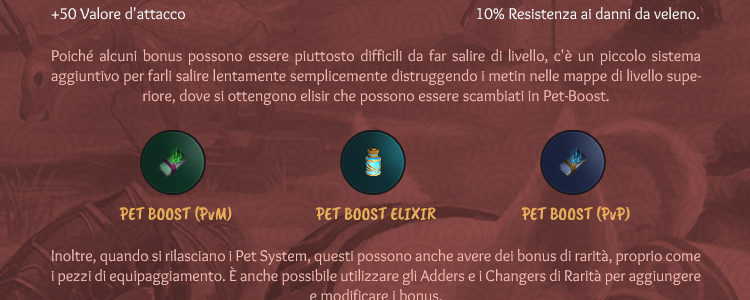 +50 Valore d'attacco 10% Resistenza ai danni da veleno.
Poiché alcuni bonus possono essere piuttosto difficili da far salire di livello, c'è un piccolo sistema
aggiuntivo per farli salire lentamente semplicemente distruggendo i metin nelle mappe di livello supe-
riore, dove si ottengono elisir che possono essere scambiati in Pet-Boost.
PET BOOST (PvM) PET BOOST ELIXIR PET BOOST (PvP)
Inoltre, quando si rilasciano i Pet System, questi possono anche avere dei bonus di rarità, proprio come
i pezzi di equipaggiamento. È anche possibile utilizzare gli Adders e i Changers di Rarità per aggiungere
e modificare i bonus.